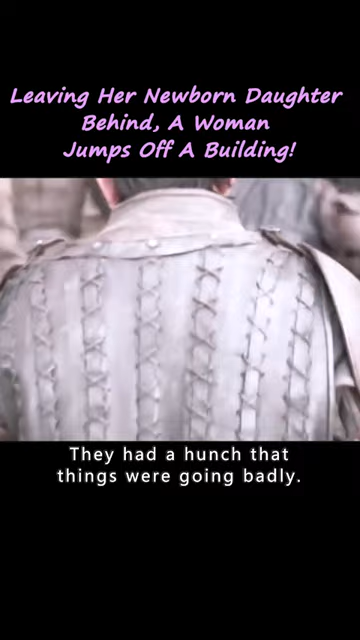 Leaving Her Newborn Daughter
Behind, A Woman
Jumps Off A Building!
They had a hunch that
things were going badly.